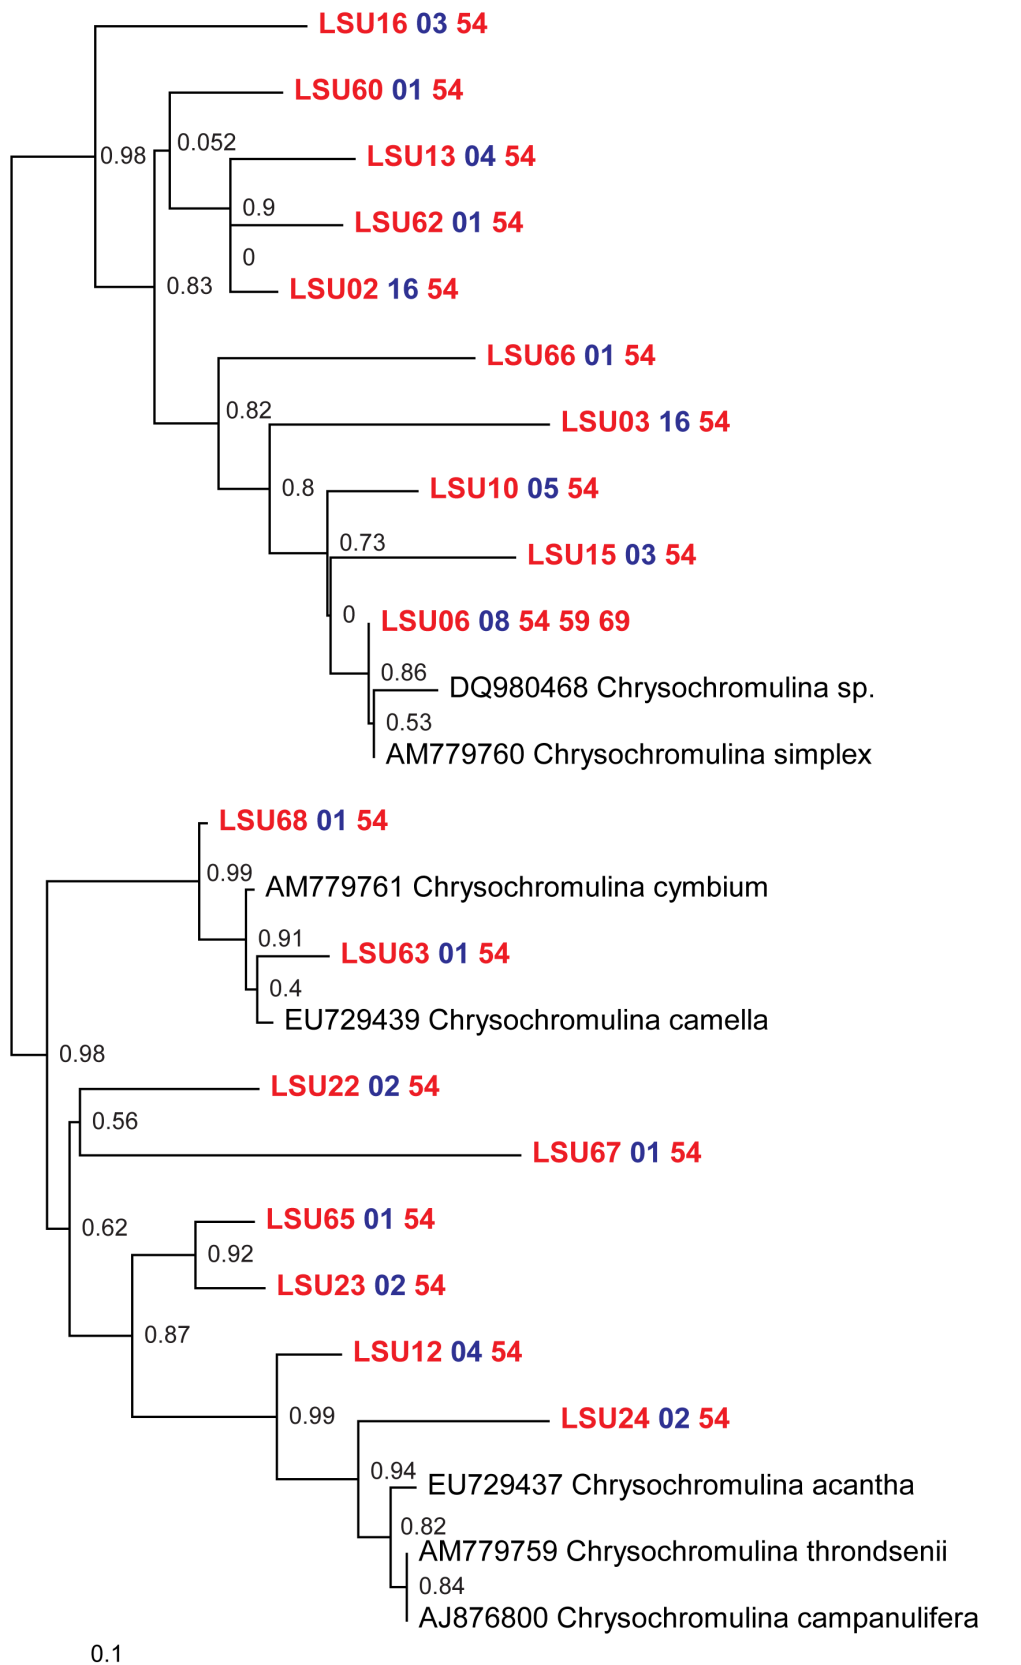 LSU16 03 54
LSU60 01 54
0.052
0.98
LSU13 04 54
0.9
LSU62 01 54
0
0.83
LSU02 16 54
LSU66 01 54
0.82
LSU03 16 54
0.8
LSU10 05 54
0.73
LSU15 03 54
0
LSU06 08 54 59 69
0.86
DQ980468 Chrysochromulina sp.
0.53
AM779760 Chrysochromulina simplex
LSU68 01 54
0.99
AM779761 Chrysochromulina cymbium
0.91
LSU63 01 54
0.4
EU729439 Chrysochromulina camella
0.98
LSU22 02 54
0.56
LSU67 01 54
LSU65 01 54
0.62
0.92
LSU23 02 54
0.87
LSU12 04 54
0.99
LSU24 02 54
0.94
EU729437 Chrysochromulina acantha
0.82
AM779759 Chrysochromulina throndsenii
0.84
AJ876800 Chrysochromulina campanulifera
0.1